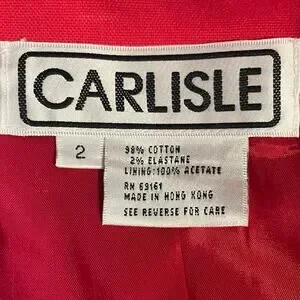 CARLISLE
2
98% COTTON
2% ELASTANE
LINING:100% ACETATE
RN 69161
MADE IN HONG KONG
SEE REVERSE FOR CARE